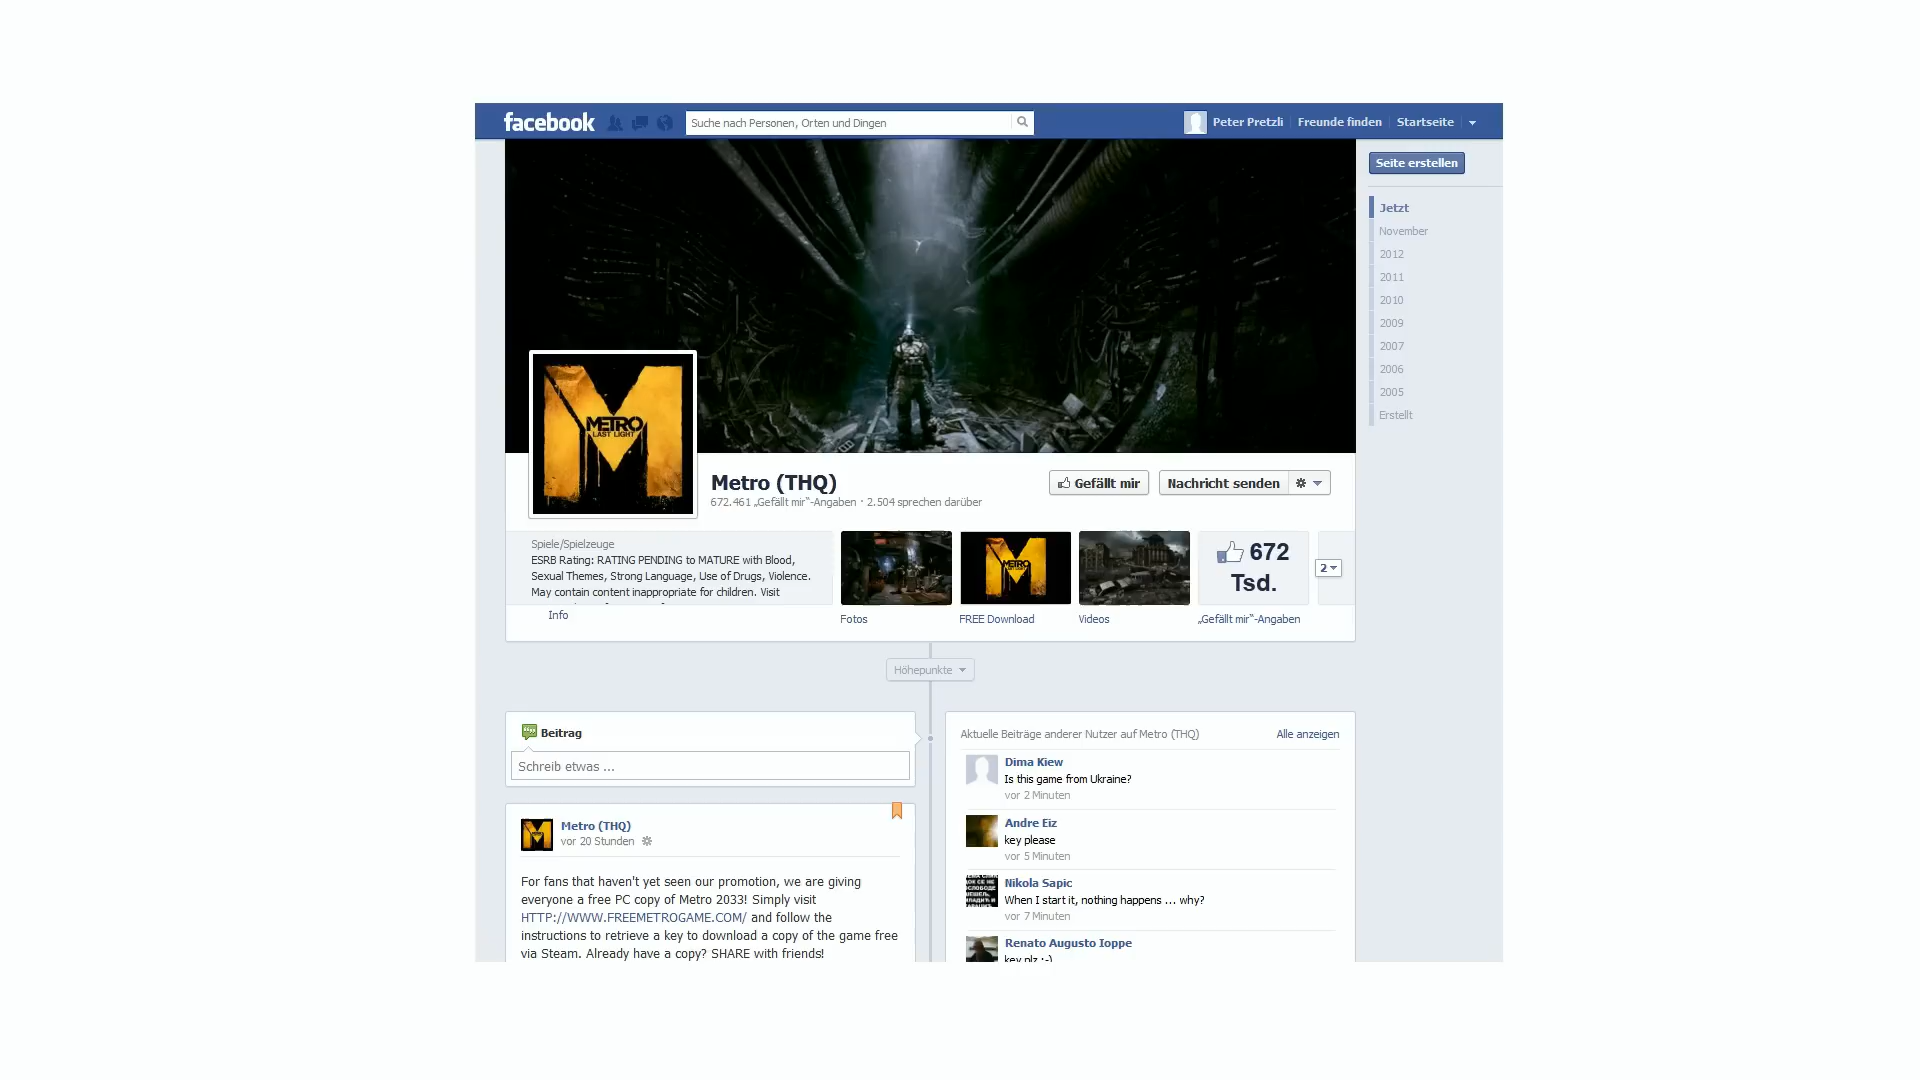 facebook
Suche nach Personen, Orten und Dingen
Peter Pretzli
Freunde finden
Startseite
Seite erstellen
Jetzt
November
2012
2011
2010
2009
2007
2006
2005
Erstellt
METRO
LAST LIGHT
Metro (THQ)
672.461 „Gefällt mir“-Angaben · 2.504 sprechen darüber
Gefällt mir
Nachricht senden
Spiele/Spielzeuge
ESRB Rating: RATING PENDING to MATURE with Blood,
Sexual Themes, Strong Language, Use of Drugs, Violence.
May contain content inappropriate for children. Visit
Info
Fotos
METRO
FREE Download
Videos
672
Tsd.
„Gefällt mir“-Angaben
2
Höhepunkte
Beitrag
Schreib etwas ...
Metro (THQ)
vor 20 Stunden
For fans that haven't yet seen our promotion, we are giving
everyone a free PC copy of Metro 2033! Simply visit
HTTP://WWW.FREEMETROGAME.COM/ and follow the
instructions to retrieve a key to download a copy of the game free
via Steam. Already have a copy? SHARE with friends!
Aktuelle Beiträge anderer Nutzer auf Metro (THQ)
Alle anzeigen
Dima Kiew
Is this game from Ukraine?
vor 2 Minuten
Andre Eiz
key please
vor 5 Minuten
Nikola Sapic
When I start it, nothing happens ... why?
vor 7 Minuten
Renato Augusto Ioppe
key plz :-)